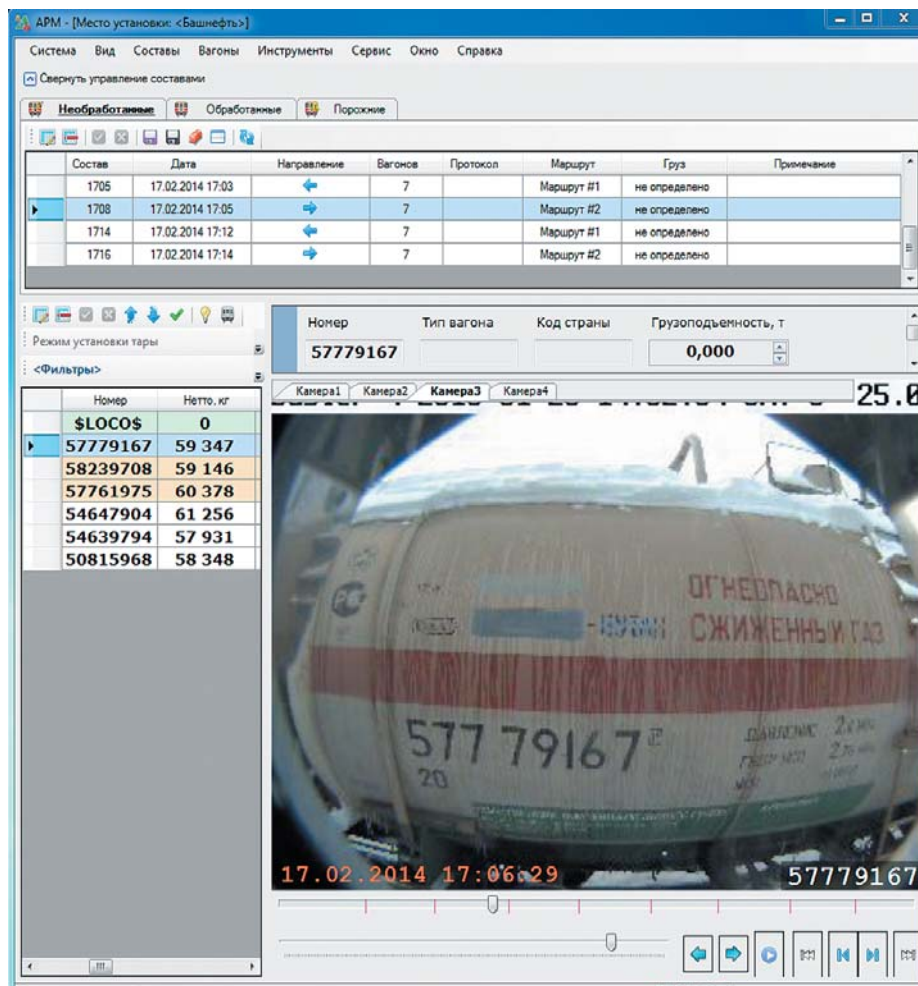 АРМ - [Место установки: <Башнефть>]
Система Вид Составы Вагоны Инструменты Сервис Окно Справка
Свернуть управление составами
Необработанные Обработанные Порожние
Состав Дата Направление Вагонов Протокол Маршрут Груз Примечание
1705 17.02.2014 17:03 7 Маршрут #1 не определено
1708 17.02.2014 17:05 7 Маршрут #2 не определено
1714 17.02.2014 17:12 7 Маршрут #1 не определено
1716 17.02.2014 17:14 7 Маршрут #2 не определено
Режим установки тары
<Фильтры>
Номер Нетто, кг
$LOCO$ 0
57779167 59 347
58239708 59 146
57761975 60 378
54647904 61 256
54639794 57 931
50815968 58 348
Номер Тип вагона Код страны Грузоподъемность, т
57779167 0,000
Камера1 Камера2 Камера3 Камера4
25.0
ОГНЕОПАСНО
СЖИЖЕННЫЙ ГАЗ
577 79167
20
ДАВЛЕНИЕ
17.02.2014 17:06:29
57779167